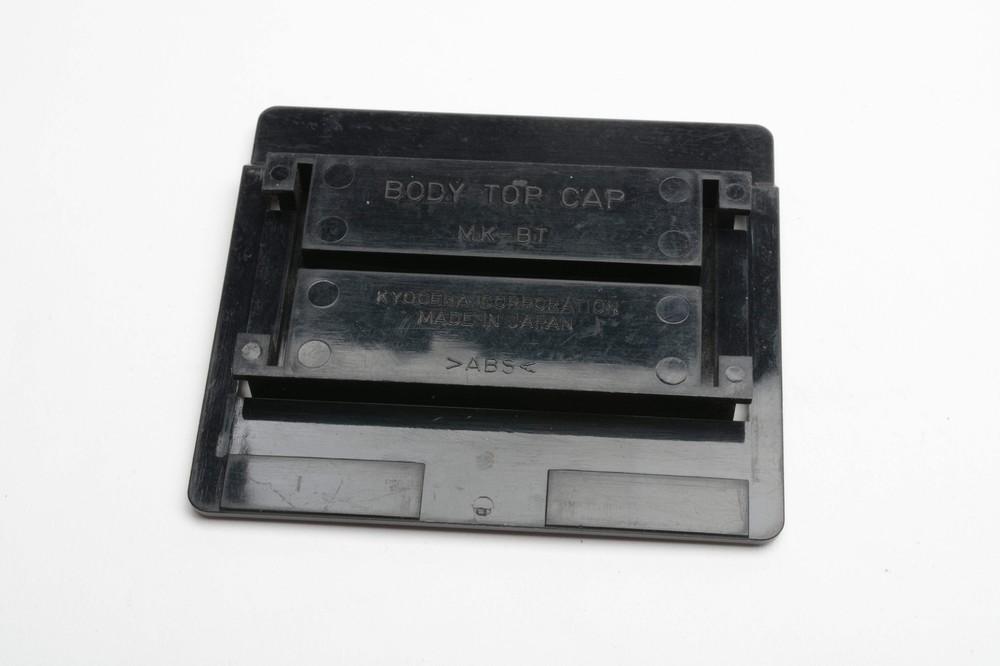 BODY TOP CAP
MK-BT
KYOCERA CORPORATION
MADE IN JAPAN
>ABS<